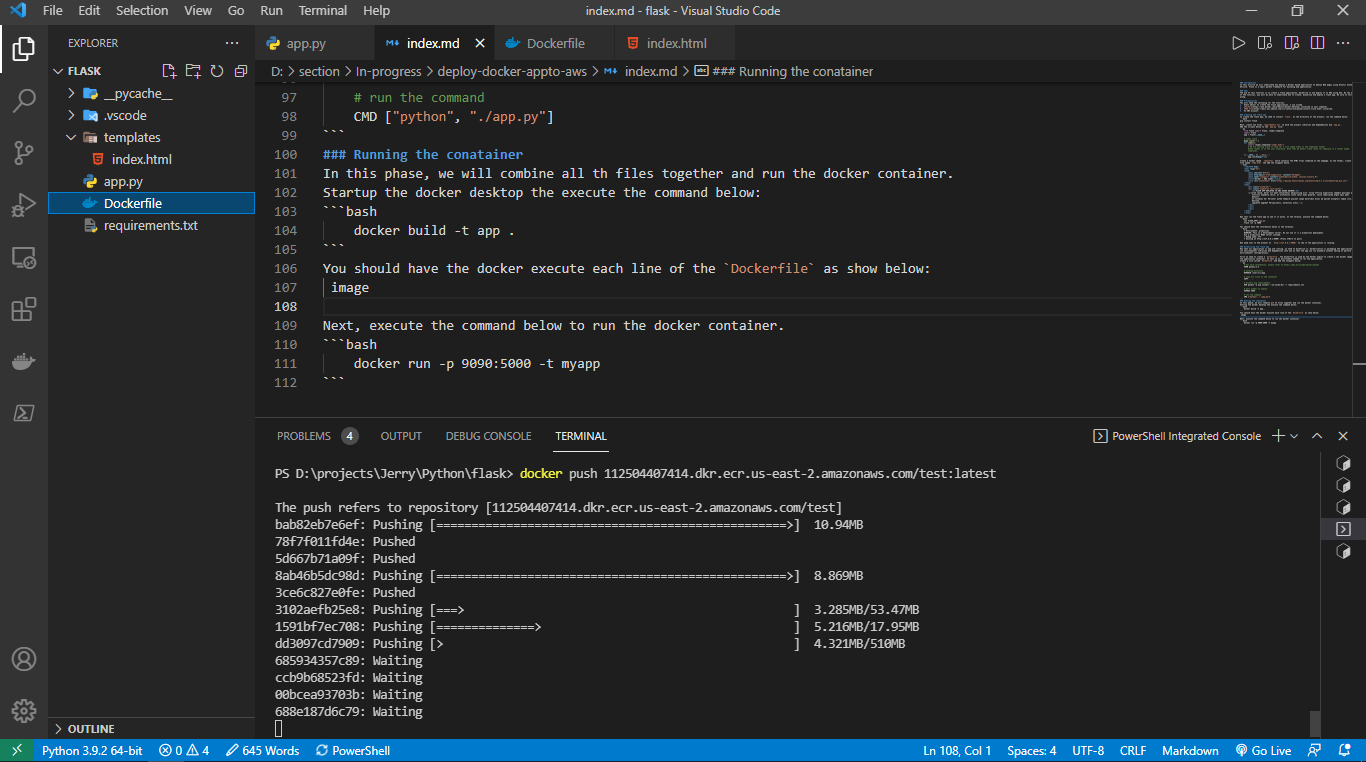 File Edit Selection View Go Run Terminal Help index.md - flask - Visual Studio Code
EXPLORER
FLASK
__pycache__
.vscode
templates
index.html
app.py
Dockerfile
requirements.txt
OUTLINE
app.py index.md Dockerfile index.html
D: > section > In-progress > deploy-docker-appto-aws > index.md > ### Running the conatainer
97 # run the command
98 CMD ["python", "./app.py"]
99 ```
100 ### Running the conatainer
101 In this phase, we will combine all th files together and run the docker container.
102 Startup the docker desktop the execute the command below:
103 ```bash
104 docker build -t app .
105 ```
106 You should have the docker execute each line of the `Dockerfile` as show below:
107 image
108
109 Next, execute the command below to run the docker container.
110 ```bash
111 docker run -p 9090:5000 -t myapp
112 ```
PROBLEMS 4 OUTPUT DEBUG CONSOLE TERMINAL PowerShell Integrated Console
PS D:\projects\Jerry\Python\flask> docker push 112504407414.dkr.ecr.us-east-2.amazonaws.com/test:latest
The push refers to repository [112504407414.dkr.ecr.us-east-2.amazonaws.com/test]
bab82eb7e6ef: Pushing [==================================================>] 10.94MB
78f7f011fd4e: Pushed
5d667b71a09f: Pushed
8ab46b5dc98d: Pushing [==================================================>] 8.869MB
3ce6c827e0fe: Pushed
3102aefb25e8: Pushing [===> ] 3.285MB/53.47MB
1591bf7ec708: Pushing [==============> ] 5.216MB/17.95MB
dd3097cd7909: Pushing [> ] 4.321MB/510MB
685934357c89: Waiting
ccb9b68523fd: Waiting
00bcea93703b: Waiting
688e187d6c79: Waiting
Python 3.9.2 64-bit 0 4 645 Words PowerShell Ln 108, Col 1 Spaces: 4 UTF-8 CRLF Markdown Go Live